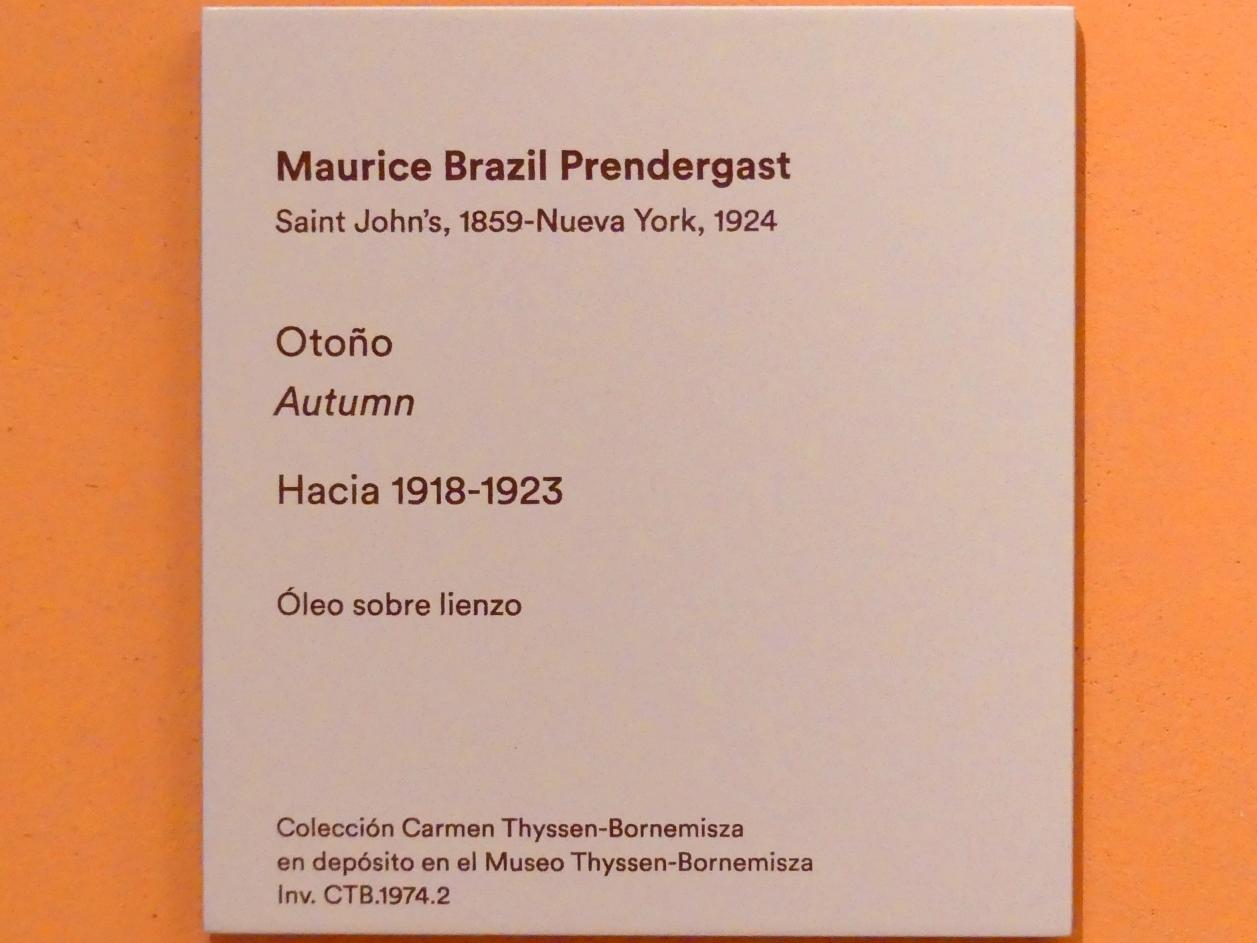 Maurice Brazil Prendergast
Saint John’s, 1859-Nueva York, 1924
Otoño
Autumn
Hacia 1918-1923
Óleo sobre lienzo
Colección Carmen Thyssen-Bornemisza
en depósito en el Museo Thyssen-Bornemisza
Inv. CTB.1974.2